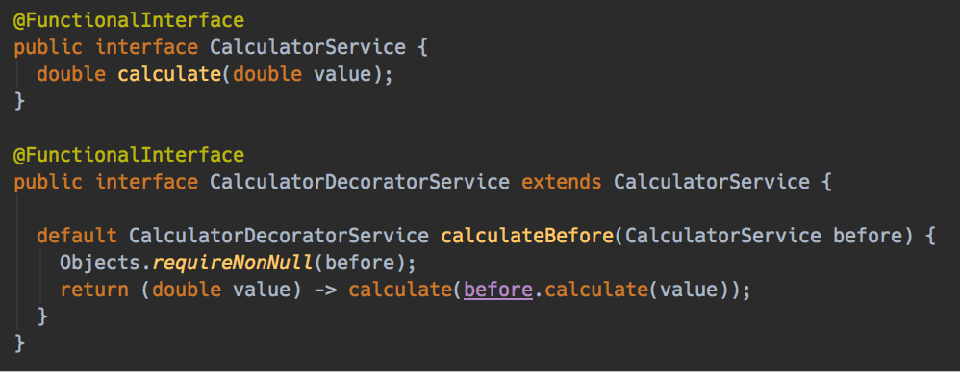 @FunctionalInterface
public interface CalculatorService {
  double calculate(double value);
}

@FunctionalInterface
public interface CalculatorDecoratorService extends CalculatorService {

  default CalculatorDecoratorService calculateBefore(CalculatorService before) {
    Objects.requireNonNull(before);
    return (double value) -> calculate(before.calculate(value));
  }
}